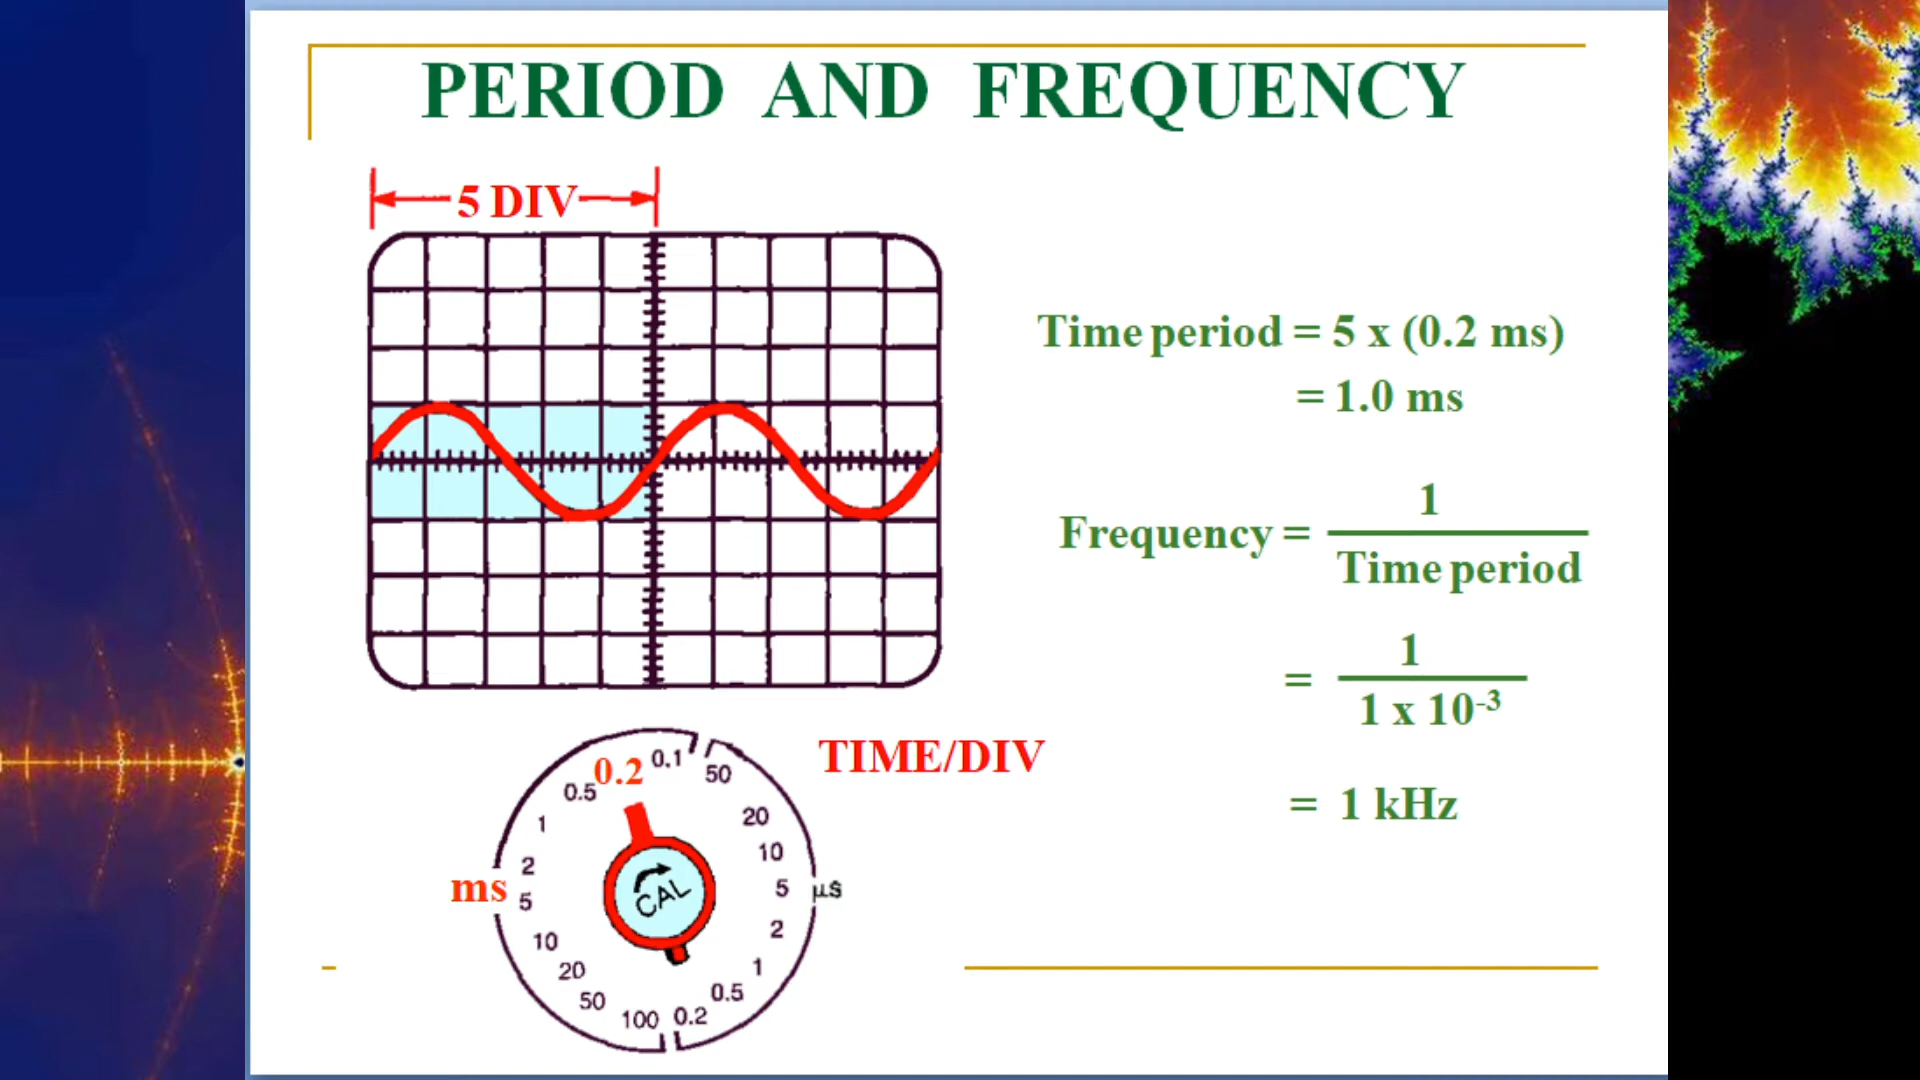 PERIOD AND FREQUENCY
5 DIV
Time period = 5 x (0.2 ms)
= 1.0 ms
Frequency = 1
Time period
= 1
1 x 10⁻³
= 1 kHz
TIME/DIV
0.1
0.2
0.5
1
2
ms
5
10
20
50
100
50
20
10
5
µs
2
1
0.5
0.2
CAL